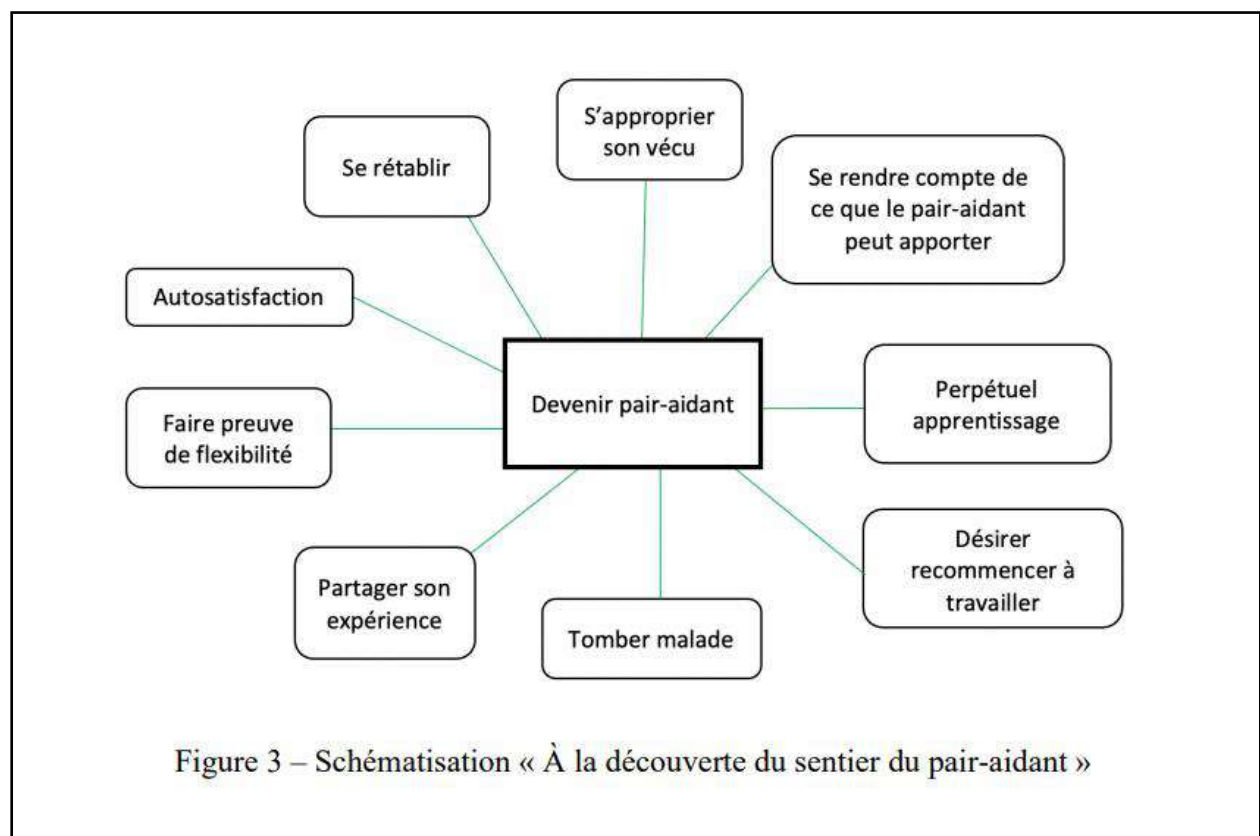 S'approprier
son vécu
Se rétablir
Se rendre compte de
ce que le pair-aidant
peut apporter
Autosatisfaction
Devenir pair-aidant
Perpétuel
apprentissage
Faire preuve
de flexibilité
Désirer
recommencer à
travailler
Partager son
expérience
Tomber malade
Figure 3 – Schématisation « À la découverte du sentier du pair-aidant »